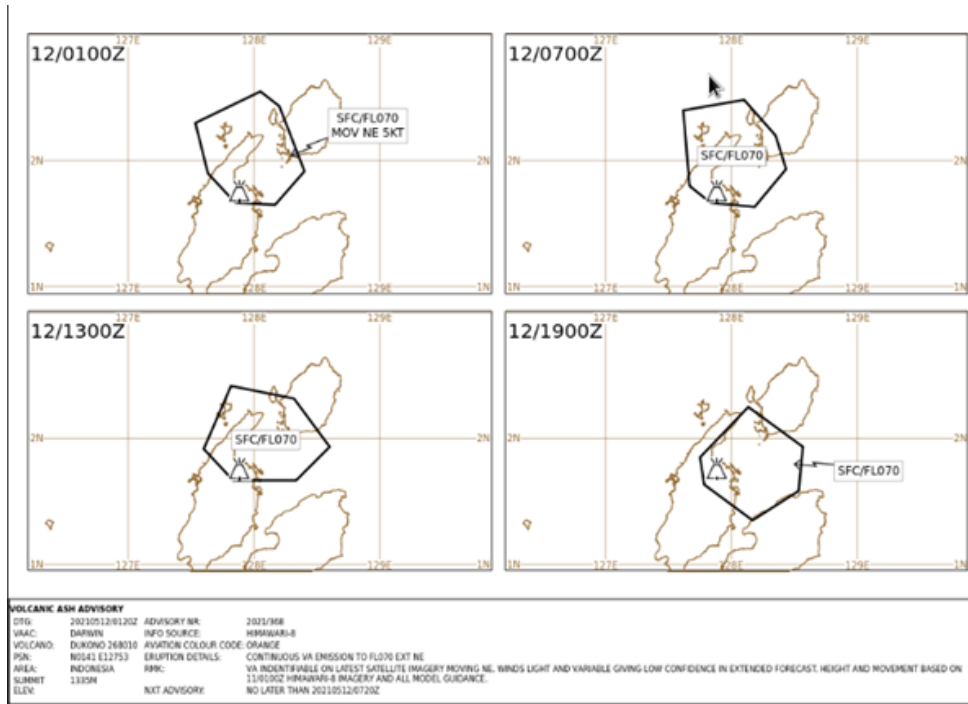 12/0100Z
127E 128E 129E
SFC/FL070
MOV NE 5KT
2N 2N
1N 127E 128E 129E 1N
12/0700Z
127E 128E 129E
SFC/FL070
2N 2N
1N 127E 128E 129E 1N
12/1300Z
127E 128E 129E
SFC/FL070
2N 2N
1N 127E 128E 129E 1N
12/1900Z
127E 128E 129E
SFC/FL070
2N 2N
1N 127E 128E 129E 1N
VOLCANIC ASH ADVISORY
DTG: 20210512/0120Z ADVISORY NR: 2021/368
VAAC: DARWIN INFO SOURCE: HIMAWARI-8
VOLCANO: DUKONO 268010 AVIATION COLOUR CODE: ORANGE
PSN: N0141 E12753 ERUPTION DETAILS: CONTINUOUS VA EMISSION TO FL070 EXT NE
AREA: INDONESIA RMK: VA INDENTIFIABLE ON LATEST SATELLITE IMAGERY MOVING NE. WINDS LIGHT AND VARIABLE GIVING LOW CONFIDENCE IN EXTENDED FORECAST. HEIGHT AND MOVEMENT BASED ON
SUMMIT 1335M 11/0100Z HIMAWARI-8 IMAGERY AND ALL MODEL GUIDANCE.
ELEV: NXT ADVISORY: NO LATER THAN 20210512/0720Z